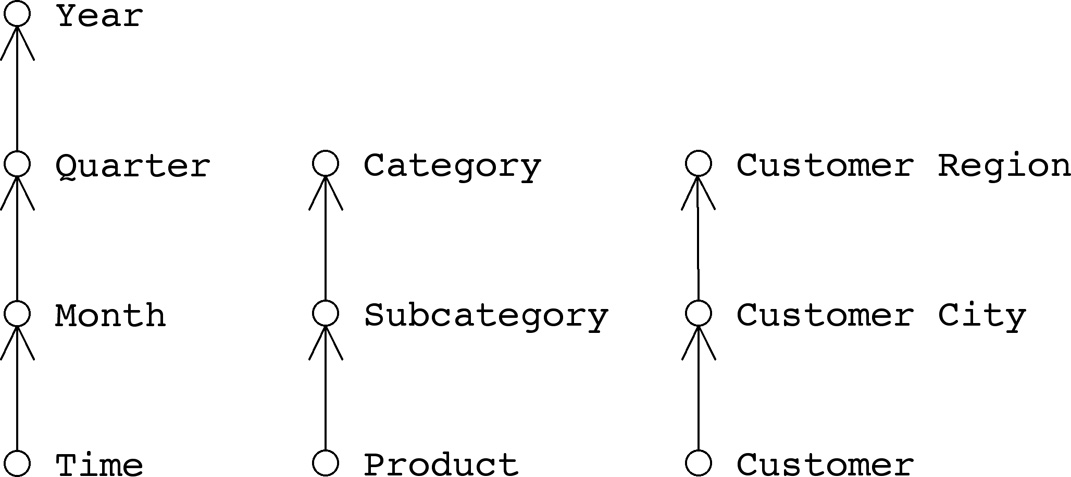 Year
Quarter
Category
Customer Region
Month
Subcategory
Customer City
Time
Product
Customer